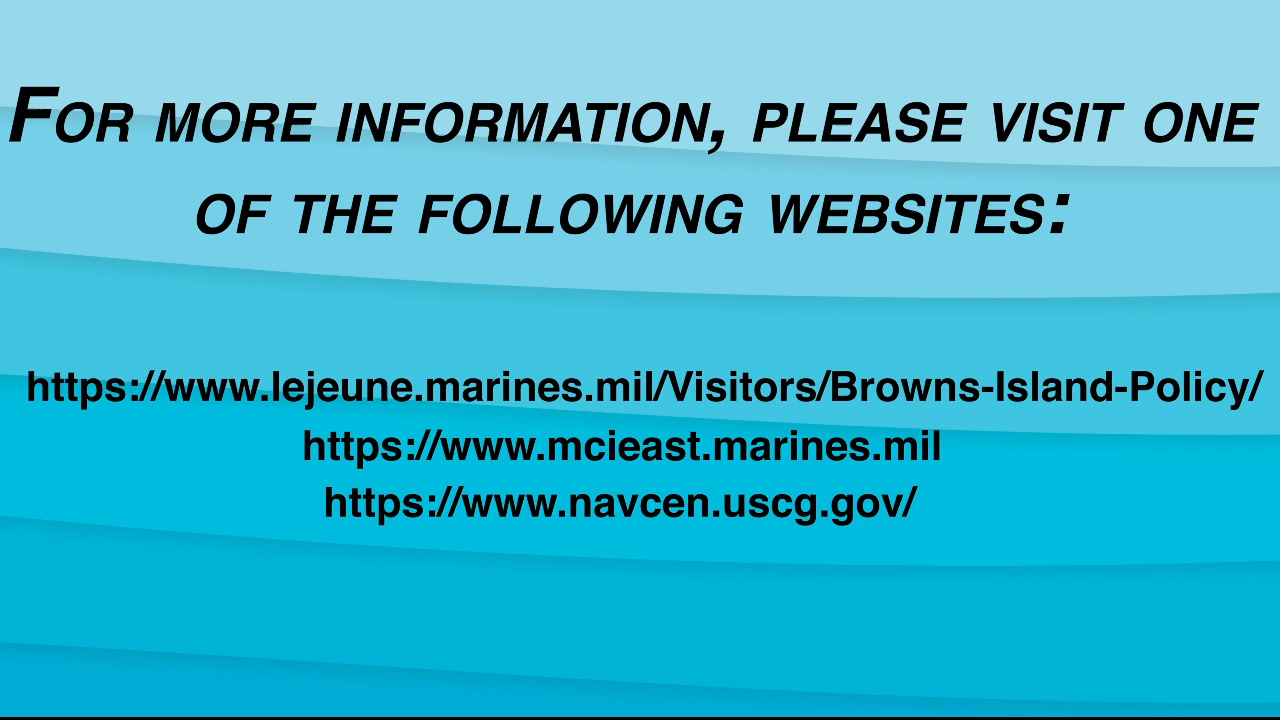 For more information, please visit one
of the following websites:
https://www.lejeune.marines.mil/Visitors/Browns-Island-Policy/
https://www.mcieast.marines.mil
https://www.navcen.uscg.gov/